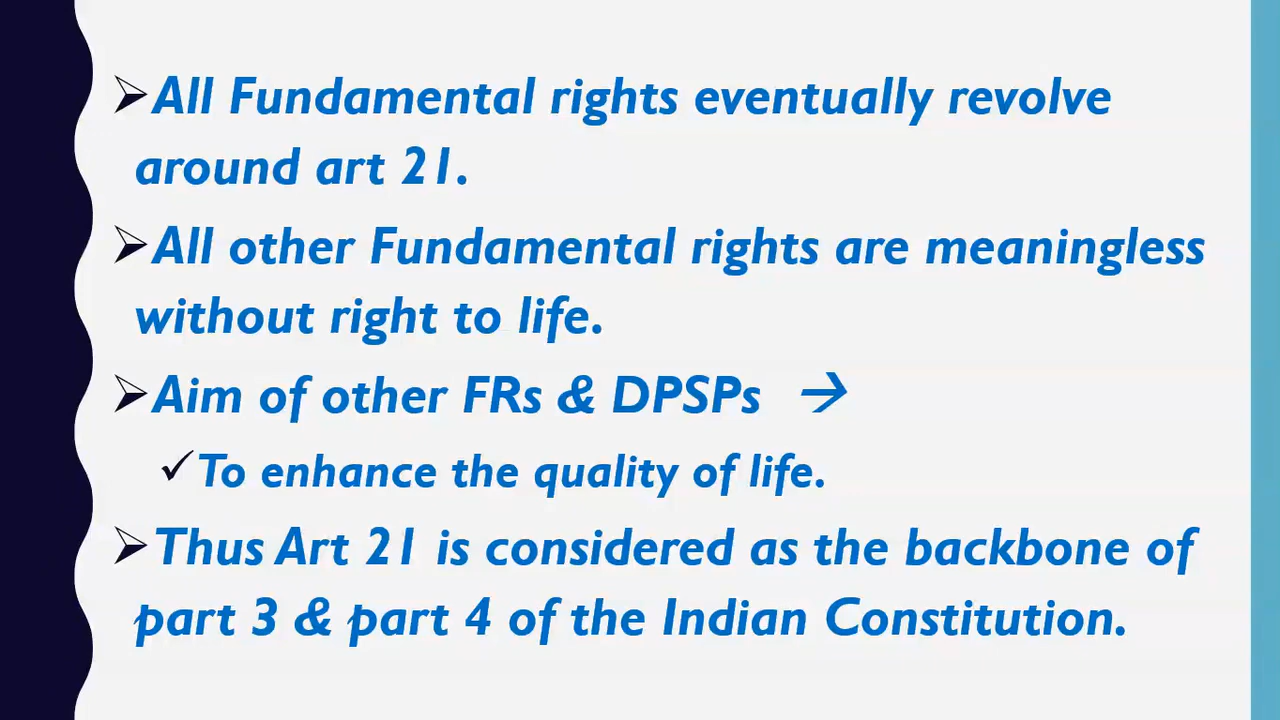 ➢All Fundamental rights eventually revolve
around art 21.
➢All other Fundamental rights are meaningless
without right to life.
➢Aim of other FRs & DPSPs →
✓To enhance the quality of life.
➢Thus Art 21 is considered as the backbone of
part 3 & part 4 of the Indian Constitution.